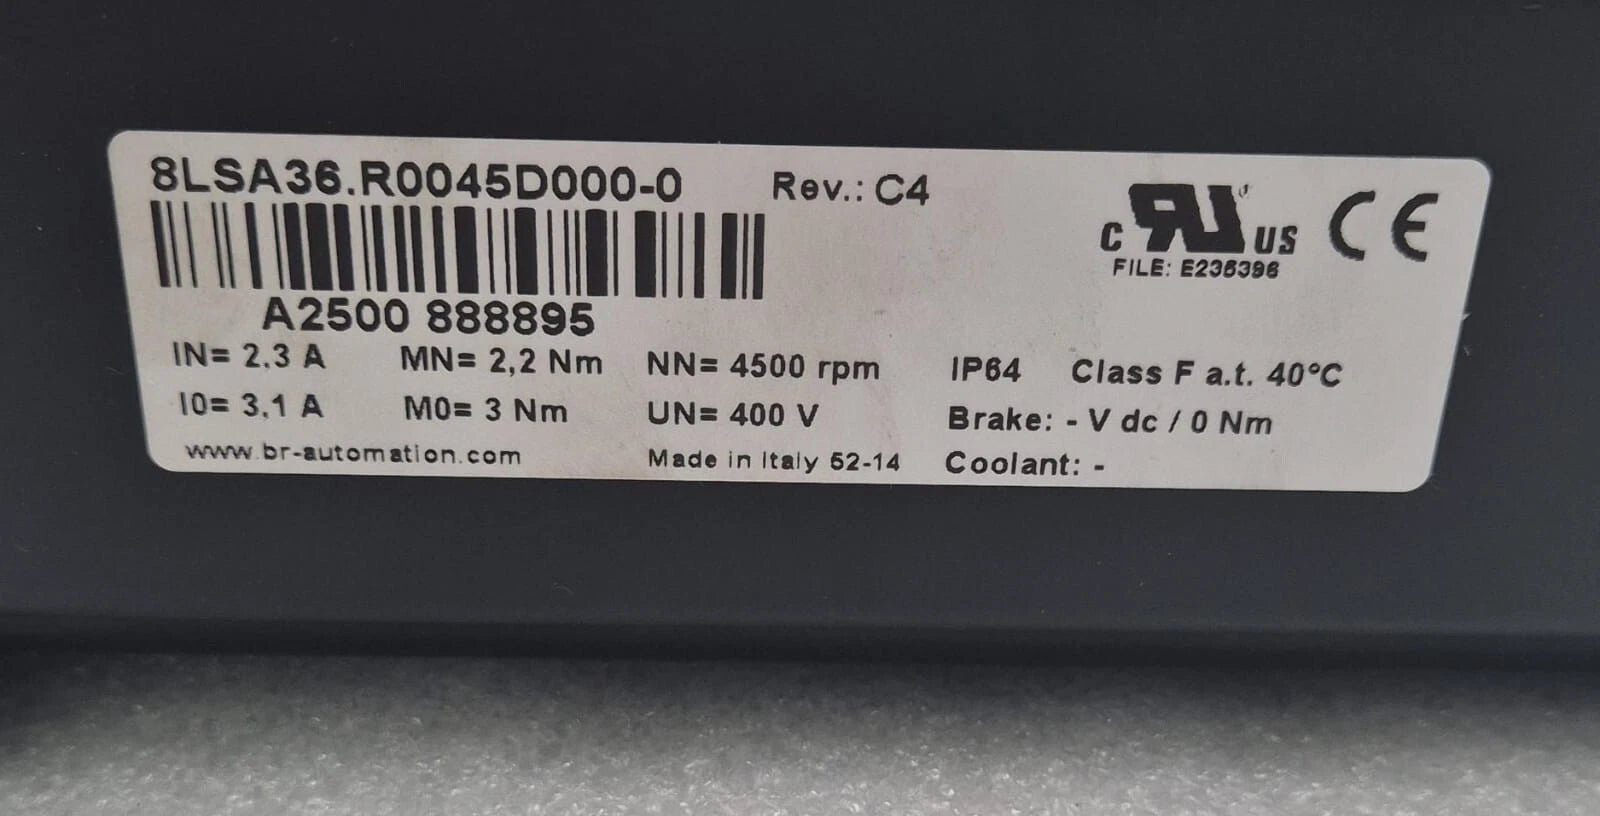 8LSA36.R0045D000-0 Rev.: C4
c RU US CE
FILE: E235396
A2500 888895
IN= 2,3 A MN= 2,2 Nm NN= 4500 rpm IP64 Class F a.t. 40°C
I0= 3,1 A M0= 3 Nm UN= 400 V Brake: - V dc / 0 Nm
www.br-automation.com Made in Italy 52-14 Coolant: -